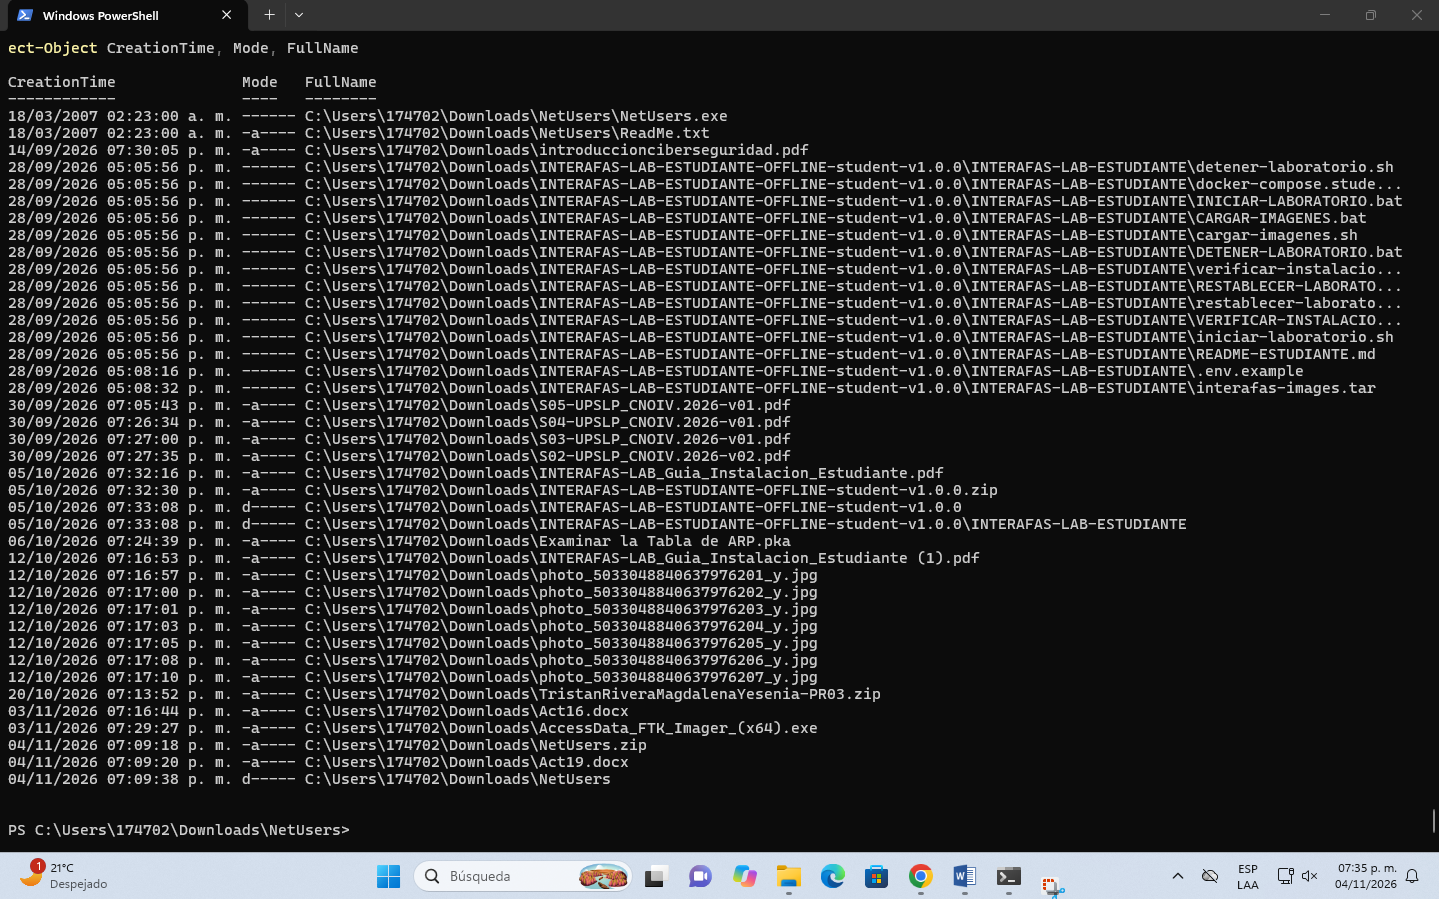 Windows PowerShell
ect-Object CreationTime, Mode, FullName
CreationTime Mode FullName
------------ ---- --------
18/03/2007 02:23:00 a. m. ------ C:\Users\174702\Downloads\NetUsers\NetUsers.exe
18/03/2007 02:23:00 a. m. -a---- C:\Users\174702\Downloads\NetUsers\ReadMe.txt
14/09/2026 07:30:05 p. m. -a---- C:\Users\174702\Downloads\introduccionciberseguridad.pdf
28/09/2026 05:05:56 p. m. ------ C:\Users\174702\Downloads\INTERAFAS-LAB-ESTUDIANTE-OFFLINE-student-v1.0.0\INTERAFAS-LAB-ESTUDIANTE\detener-laboratorio.sh
28/09/2026 05:05:56 p. m. ------ C:\Users\174702\Downloads\INTERAFAS-LAB-ESTUDIANTE-OFFLINE-student-v1.0.0\INTERAFAS-LAB-ESTUDIANTE\docker-compose.stude...
28/09/2026 05:05:56 p. m. ------ C:\Users\174702\Downloads\INTERAFAS-LAB-ESTUDIANTE-OFFLINE-student-v1.0.0\INTERAFAS-LAB-ESTUDIANTE\INICIAR-LABORATORIO.bat
28/09/2026 05:05:56 p. m. ------ C:\Users\174702\Downloads\INTERAFAS-LAB-ESTUDIANTE-OFFLINE-student-v1.0.0\INTERAFAS-LAB-ESTUDIANTE\CARGAR-IMAGENES.bat
28/09/2026 05:05:56 p. m. ------ C:\Users\174702\Downloads\INTERAFAS-LAB-ESTUDIANTE-OFFLINE-student-v1.0.0\INTERAFAS-LAB-ESTUDIANTE\cargar-imagenes.sh
28/09/2026 05:05:56 p. m. ------ C:\Users\174702\Downloads\INTERAFAS-LAB-ESTUDIANTE-OFFLINE-student-v1.0.0\INTERAFAS-LAB-ESTUDIANTE\DETENER-LABORATORIO.bat
28/09/2026 05:05:56 p. m. ------ C:\Users\174702\Downloads\INTERAFAS-LAB-ESTUDIANTE-OFFLINE-student-v1.0.0\INTERAFAS-LAB-ESTUDIANTE\verificar-instalacio...
28/09/2026 05:05:56 p. m. ------ C:\Users\174702\Downloads\INTERAFAS-LAB-ESTUDIANTE-OFFLINE-student-v1.0.0\INTERAFAS-LAB-ESTUDIANTE\RESTABLECER-LABORATO...
28/09/2026 05:05:56 p. m. ------ C:\Users\174702\Downloads\INTERAFAS-LAB-ESTUDIANTE-OFFLINE-student-v1.0.0\INTERAFAS-LAB-ESTUDIANTE\restablecer-laborato...
28/09/2026 05:05:56 p. m. ------ C:\Users\174702\Downloads\INTERAFAS-LAB-ESTUDIANTE-OFFLINE-student-v1.0.0\INTERAFAS-LAB-ESTUDIANTE\VERIFICAR-INSTALACIO...
28/09/2026 05:05:56 p. m. ------ C:\Users\174702\Downloads\INTERAFAS-LAB-ESTUDIANTE-OFFLINE-student-v1.0.0\INTERAFAS-LAB-ESTUDIANTE\iniciar-laboratorio.sh
28/09/2026 05:05:56 p. m. ------ C:\Users\174702\Downloads\INTERAFAS-LAB-ESTUDIANTE-OFFLINE-student-v1.0.0\INTERAFAS-LAB-ESTUDIANTE\README-ESTUDIANTE.md
28/09/2026 05:08:16 p. m. ------ C:\Users\174702\Downloads\INTERAFAS-LAB-ESTUDIANTE-OFFLINE-student-v1.0.0\INTERAFAS-LAB-ESTUDIANTE\.env.example
28/09/2026 05:08:32 p. m. ------ C:\Users\174702\Downloads\INTERAFAS-LAB-ESTUDIANTE-OFFLINE-student-v1.0.0\INTERAFAS-LAB-ESTUDIANTE\interafas-images.tar
30/09/2026 07:05:43 p. m. -a---- C:\Users\174702\Downloads\S05-UPSLP_CNOIV.2026-v01.pdf
30/09/2026 07:26:34 p. m. -a---- C:\Users\174702\Downloads\S04-UPSLP_CNOIV.2026-v01.pdf
30/09/2026 07:27:00 p. m. -a---- C:\Users\174702\Downloads\S03-UPSLP_CNOIV.2026-v01.pdf
30/09/2026 07:27:35 p. m. -a---- C:\Users\174702\Downloads\S02-UPSLP_CNOIV.2026-v02.pdf
05/10/2026 07:32:16 p. m. -a---- C:\Users\174702\Downloads\INTERAFAS-LAB_Guia_Instalacion_Estudiante.pdf
05/10/2026 07:32:30 p. m. -a---- C:\Users\174702\Downloads\INTERAFAS-LAB-ESTUDIANTE-OFFLINE-student-v1.0.0.zip
05/10/2026 07:33:08 p. m. d----- C:\Users\174702\Downloads\INTERAFAS-LAB-ESTUDIANTE-OFFLINE-student-v1.0.0
05/10/2026 07:33:08 p. m. d----- C:\Users\174702\Downloads\INTERAFAS-LAB-ESTUDIANTE-OFFLINE-student-v1.0.0\INTERAFAS-LAB-ESTUDIANTE
06/10/2026 07:24:39 p. m. -a---- C:\Users\174702\Downloads\Examinar la Tabla de ARP.pka
12/10/2026 07:16:53 p. m. -a---- C:\Users\174702\Downloads\INTERAFAS-LAB_Guia_Instalacion_Estudiante (1).pdf
12/10/2026 07:16:57 p. m. -a---- C:\Users\174702\Downloads\photo_5033048840637976201_y.jpg
12/10/2026 07:17:00 p. m. -a---- C:\Users\174702\Downloads\photo_5033048840637976202_y.jpg
12/10/2026 07:17:01 p. m. -a---- C:\Users\174702\Downloads\photo_5033048840637976203_y.jpg
12/10/2026 07:17:03 p. m. -a---- C:\Users\174702\Downloads\photo_5033048840637976204_y.jpg
12/10/2026 07:17:05 p. m. -a---- C:\Users\174702\Downloads\photo_5033048840637976205_y.jpg
12/10/2026 07:17:08 p. m. -a---- C:\Users\174702\Downloads\photo_5033048840637976206_y.jpg
12/10/2026 07:17:10 p. m. -a---- C:\Users\174702\Downloads\photo_5033048840637976207_y.jpg
20/10/2026 07:13:52 p. m. -a---- C:\Users\174702\Downloads\TristanRiveraMagdalenaYesenia-PR03.zip
03/11/2026 07:16:44 p. m. -a---- C:\Users\174702\Downloads\Act16.docx
03/11/2026 07:29:27 p. m. -a---- C:\Users\174702\Downloads\AccessData_FTK_Imager_(x64).exe
04/11/2026 07:09:18 p. m. -a---- C:\Users\174702\Downloads\NetUsers.zip
04/11/2026 07:09:20 p. m. -a---- C:\Users\174702\Downloads\Act19.docx
04/11/2026 07:09:38 p. m. d----- C:\Users\174702\Downloads\NetUsers
PS C:\Users\174702\Downloads\NetUsers>
1
21°C
Despejado
Búsqueda
ESP
LAA
07:35 p. m.
04/11/2026